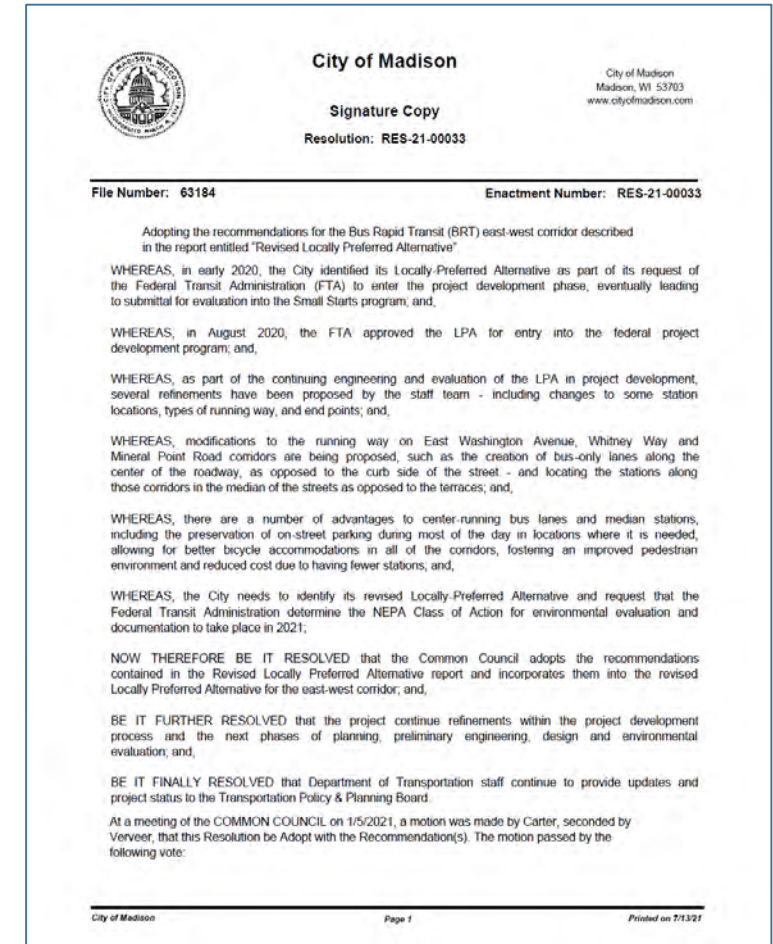 City of Madison
City of Madison
Madison, WI 53703
www.cityofmadison.com
Signature Copy
Resolution: RES-21-00033
File Number: 63184
Enactment Number: RES-21-00033
Adopting the recommendations for the Bus Rapid Transit (BRT) east-west corridor described
in the report entitled "Revised Locally Preferred Alternative"
WHEREAS, in early 2020, the City identified its Locally-Preferred Alternative as part of its request of
the Federal Transit Administration (FTA) to enter the project development phase, eventually leading
to submittal for evaluation into the Small Starts program; and,
WHEREAS, in August 2020, the FTA approved the LPA for entry into the federal project
development program; and,
WHEREAS, as part of the continuing engineering and evaluation of the LPA in project development,
several refinements have been proposed by the staff team - including changes to some station
locations, types of running way, and end points; and,
WHEREAS, modifications to the running way on East Washington Avenue, Whitney Way and
Mineral Point Road corridors are being proposed, such as the creation of bus-only lanes along the
center of the roadway, as opposed to the curb side of the street - and locating the stations along
those corridors in the median of the streets as opposed to the terraces; and,
WHEREAS, there are a number of advantages to center-running bus lanes and median stations,
including the preservation of on-street parking during most of the day in locations where it is needed,
allowing for better bicycle accommodations in all of the corridors, fostering an improved pedestrian
environment and reduced cost due to having fewer stations; and,
WHEREAS, the City needs to identify its revised Locally-Preferred Alternative and request that the
Federal Transit Administration determine the NEPA Class of Action for environmental evaluation and
documentation to take place in 2021;
NOW THEREFORE BE IT RESOLVED that the Common Council adopts the recommendations
contained in the Revised Locally Preferred Alternative report and incorporates them into the revised
Locally Preferred Alternative for the east-west corridor; and,
BE IT FURTHER RESOLVED that the project continue refinements within the project development
process and the next phases of planning, preliminary engineering, design and environmental
evaluation; and,
BE IT FINALLY RESOLVED that Department of Transportation staff continue to provide updates and
project status to the Transportation Policy & Planning Board.
At a meeting of the COMMON COUNCIL on 1/5/2021, a motion was made by Carter, seconded by
Verveer, that this Resolution be Adopt with the Recommendation(s). The motion passed by the
following vote:
City of Madison
Page 1
Printed on 7/13/21